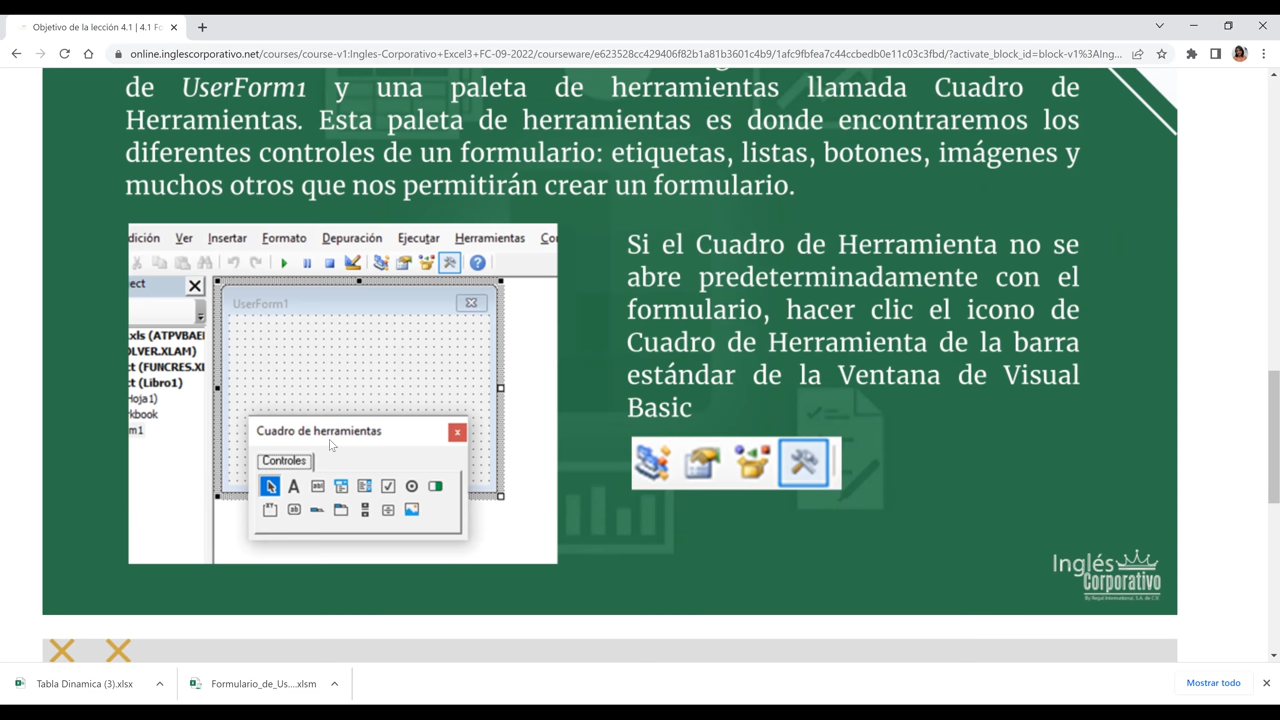 Objetivo de la lección 4.1 | 4.1 Fo
online.inglescorporativo.net/courses/course-v1:Ingles-Corporativo+Excel3+FC-09-2022/courseware/e623528cc429406f82b1a81b3601c4b9/1afc9fbfea7c44ccbedb0e11c03c3fbd/?activate_block_id=block-v1%3AIng...
de UserForm1 y una paleta de herramientas llamada Cuadro de
Herramientas. Esta paleta de herramientas es donde encontraremos los
diferentes controles de un formulario: etiquetas, listas, botones, imágenes y
muchos otros que nos permitirán crear un formulario.
dición Ver Insertar Formato Depuración Ejecutar Herramientas Co
ect
UserForm1
.xls (ATPVBAE
OLVER.XLAM)
ct (FUNCRES.XL
ct (Libro1)
Hoja1)
rkbook
m1
Cuadro de herramientas
Controles
Si el Cuadro de Herramienta no se
abre predeterminadamente con el
formulario, hacer clic el icono de
Cuadro de Herramienta de la barra
estándar de la Ventana de Visual
Basic
Inglés
Corporativo
By Regal International, S.A. de C.V.
Tabla Dinamica (3).xlsx
Formulario_de_Us....xlsm
Mostrar todo